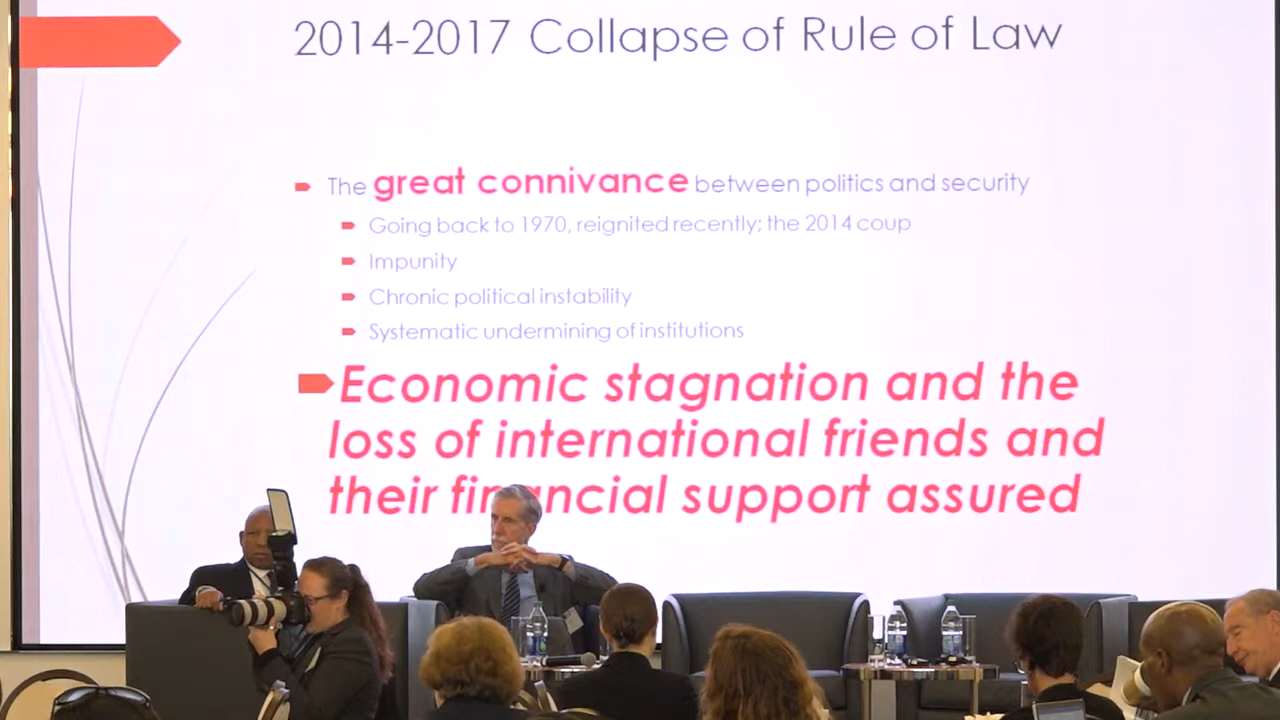 2014-2017 Collapse of Rule of Law
The great connivance between politics and security
Going back to 1970, reignited recently; the 2014 coup
Impunity
Chronic political instability
Systematic undermining of institutions
Economic stagnation and the
loss of international friends and
their financial support assured